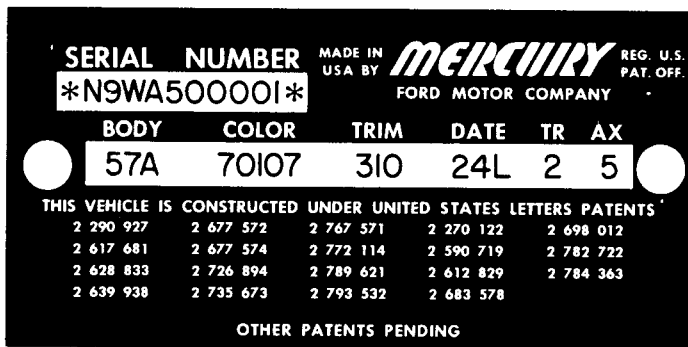 SERIAL NUMBER MADE IN USA BY MERCURY REG. U.S. PAT. OFF.
*N9WA500001* FORD MOTOR COMPANY
BODY COLOR TRIM DATE TR AX
57A 70107 310 24L 2 5
THIS VEHICLE IS CONSTRUCTED UNDER UNITED STATES LETTERS PATENTS
2 290 927 2 677 572 2 767 571 2 270 122 2 698 012
2 617 681 2 677 574 2 772 114 2 590 719 2 782 722
2 628 833 2 726 894 2 789 621 2 612 829 2 784 363
2 639 938 2 735 673 2 793 532 2 683 578
OTHER PATENTS PENDING